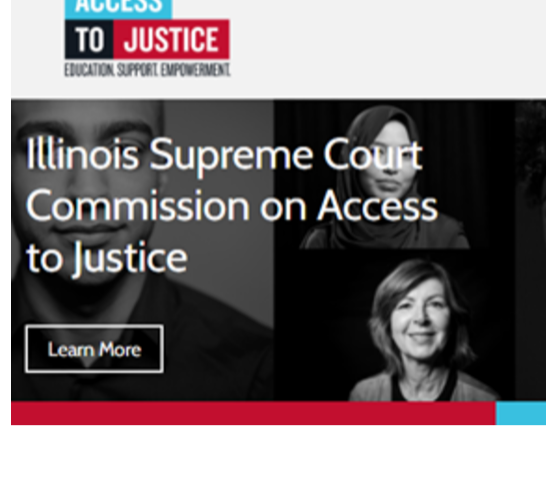 ACCESS
TO JUSTICE
EDUCATION. SUPPORT. EMPOWERMENT.
Illinois Supreme Court
Commission on Access
to Justice
Learn More